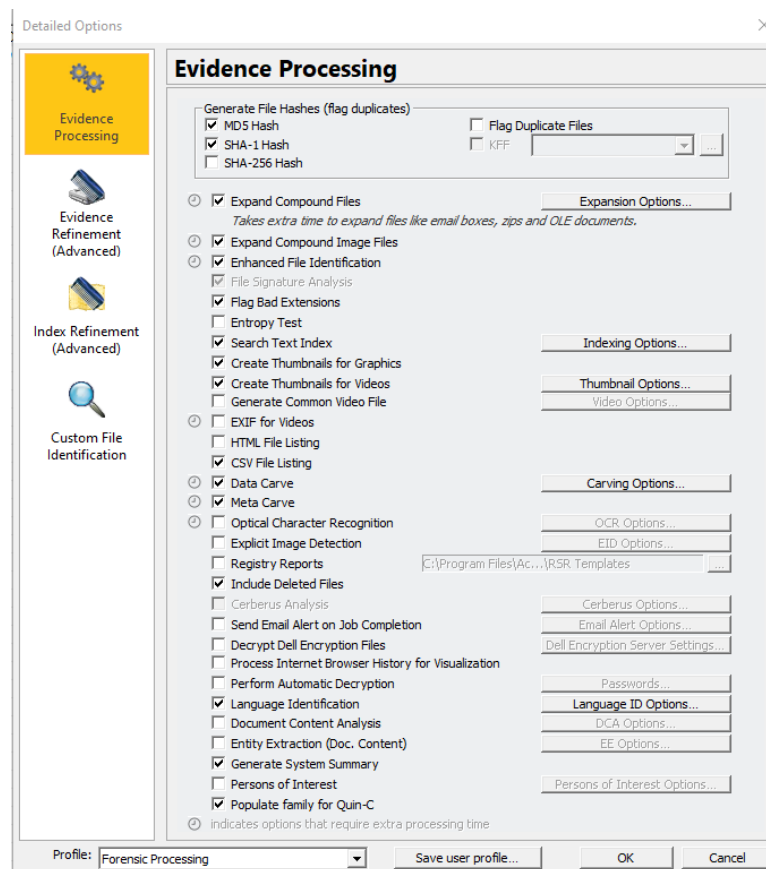 Detailed Options
Evidence
Processing
Evidence
Refinement
(Advanced)
Index Refinement
(Advanced)
Custom File
Identification
Evidence Processing
Generate File Hashes (flag duplicates)
MD5 Hash
Flag Duplicate Files
SHA-1 Hash
KFF
...
SHA-256 Hash
Expand Compound Files
Expansion Options...
Takes extra time to expand files like email boxes, zips and OLE documents.
Expand Compound Image Files
Enhanced File Identification
File Signature Analysis
Flag Bad Extensions
Entropy Test
Search Text Index
Indexing Options...
Create Thumbnails for Graphics
Create Thumbnails for Videos
Thumbnail Options...
Generate Common Video File
Video Options...
EXIF for Videos
HTML File Listing
CSV File Listing
Data Carve
Carving Options...
Meta Carve
Optical Character Recognition
OCR Options...
Explicit Image Detection
EID Options...
Registry Reports
C:\Program Files\Ac...\RSR Templates
...
Include Deleted Files
Cerberus Analysis
Cerberus Options...
Send Email Alert on Job Completion
Email Alert Options...
Decrypt Dell Encryption Files
Dell Encryption Server Settings...
Process Internet Browser History for Visualization
Perform Automatic Decryption
Passwords...
Language Identification
Language ID Options...
Document Content Analysis
DCA Options...
Entity Extraction (Doc. Content)
EE Options...
Generate System Summary
Persons of Interest
Persons of Interest Options...
Populate family for Quin-C
indicates options that require extra processing time
Profile:
Forensic Processing
Save user profile...
OK
Cancel